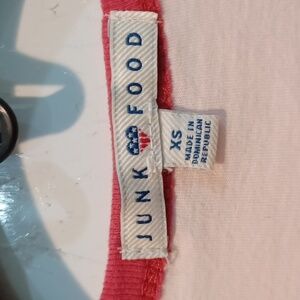 JUNK FOOD
XS
MADE IN
DOMINICAN
REPUBLIC